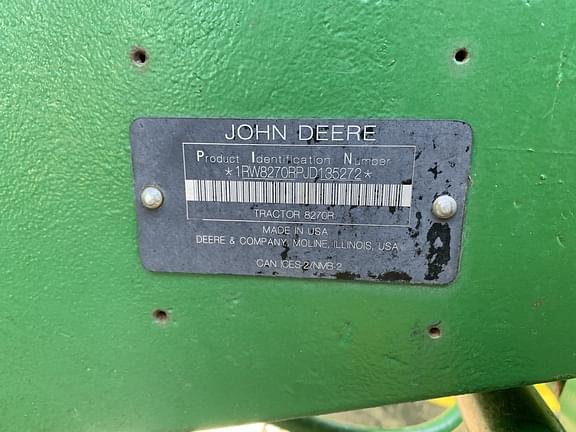 JOHN DEERE
Product Identification Number
*1RW8270RPJD135272*
TRACTOR 8270R
MADE IN USA
DEERE & COMPANY, MOLINE, ILLINOIS, USA
CAN ICES-2/NMB-2